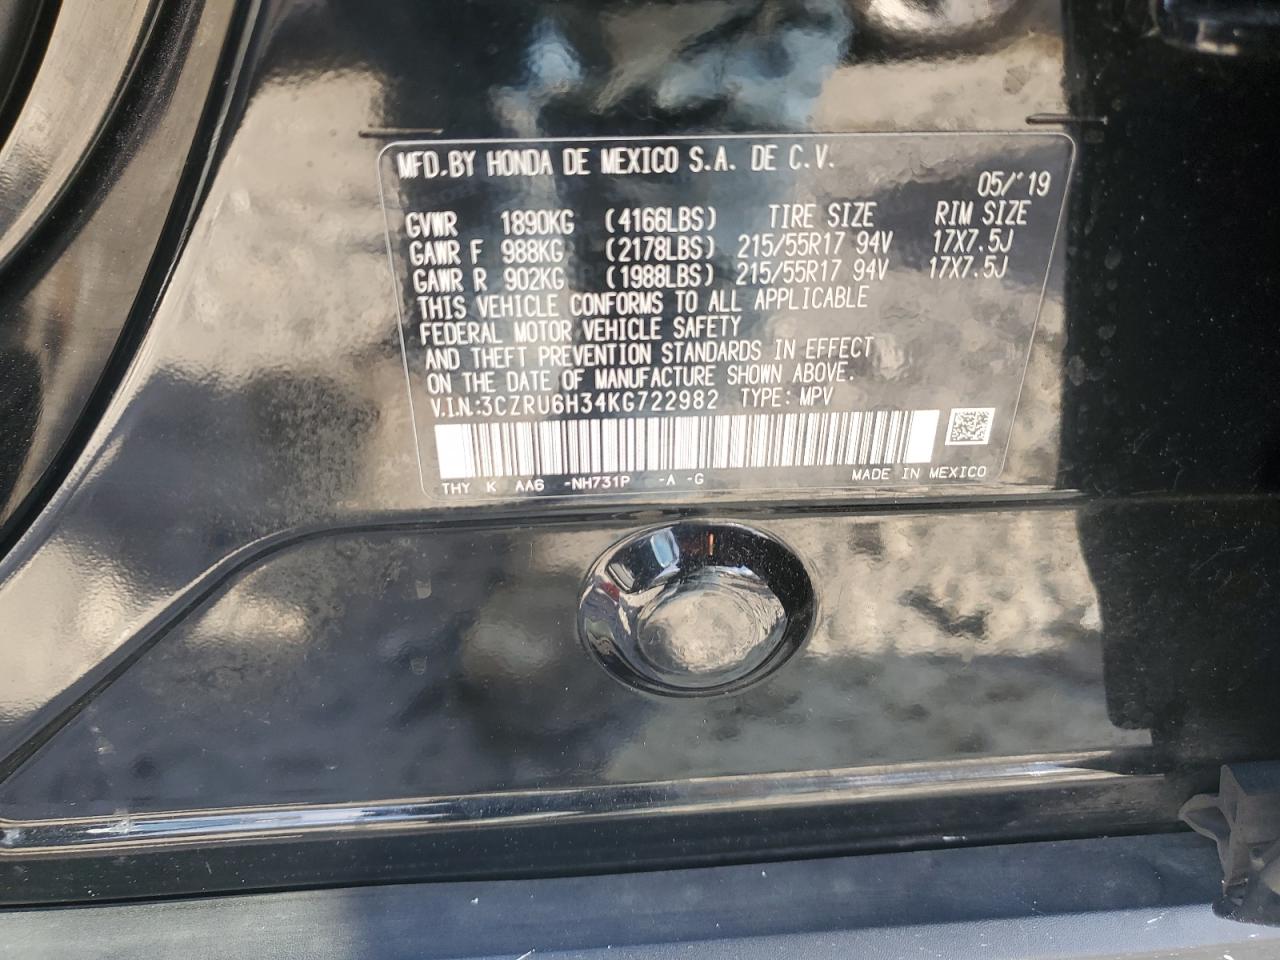 MFD.BY HONDA DE MEXICO S.A. DE C.V.
05/'19
GVWR 1890KG (4166LBS) TIRE SIZE RIM SIZE
GAWR F 988KG (2178LBS) 215/55R17 94V 17X7.5J
GAWR R 902KG (1988LBS) 215/55R17 94V 17X7.5J
THIS VEHICLE CONFORMS TO ALL APPLICABLE
FEDERAL MOTOR VEHICLE SAFETY
AND THEFT PREVENTION STANDARDS IN EFFECT
ON THE DATE OF MANUFACTURE SHOWN ABOVE.
V.I.N.:3CZRU6H34KG722982 TYPE: MPV
THY K AA6 -NH731P -A -G MADE IN MEXICO